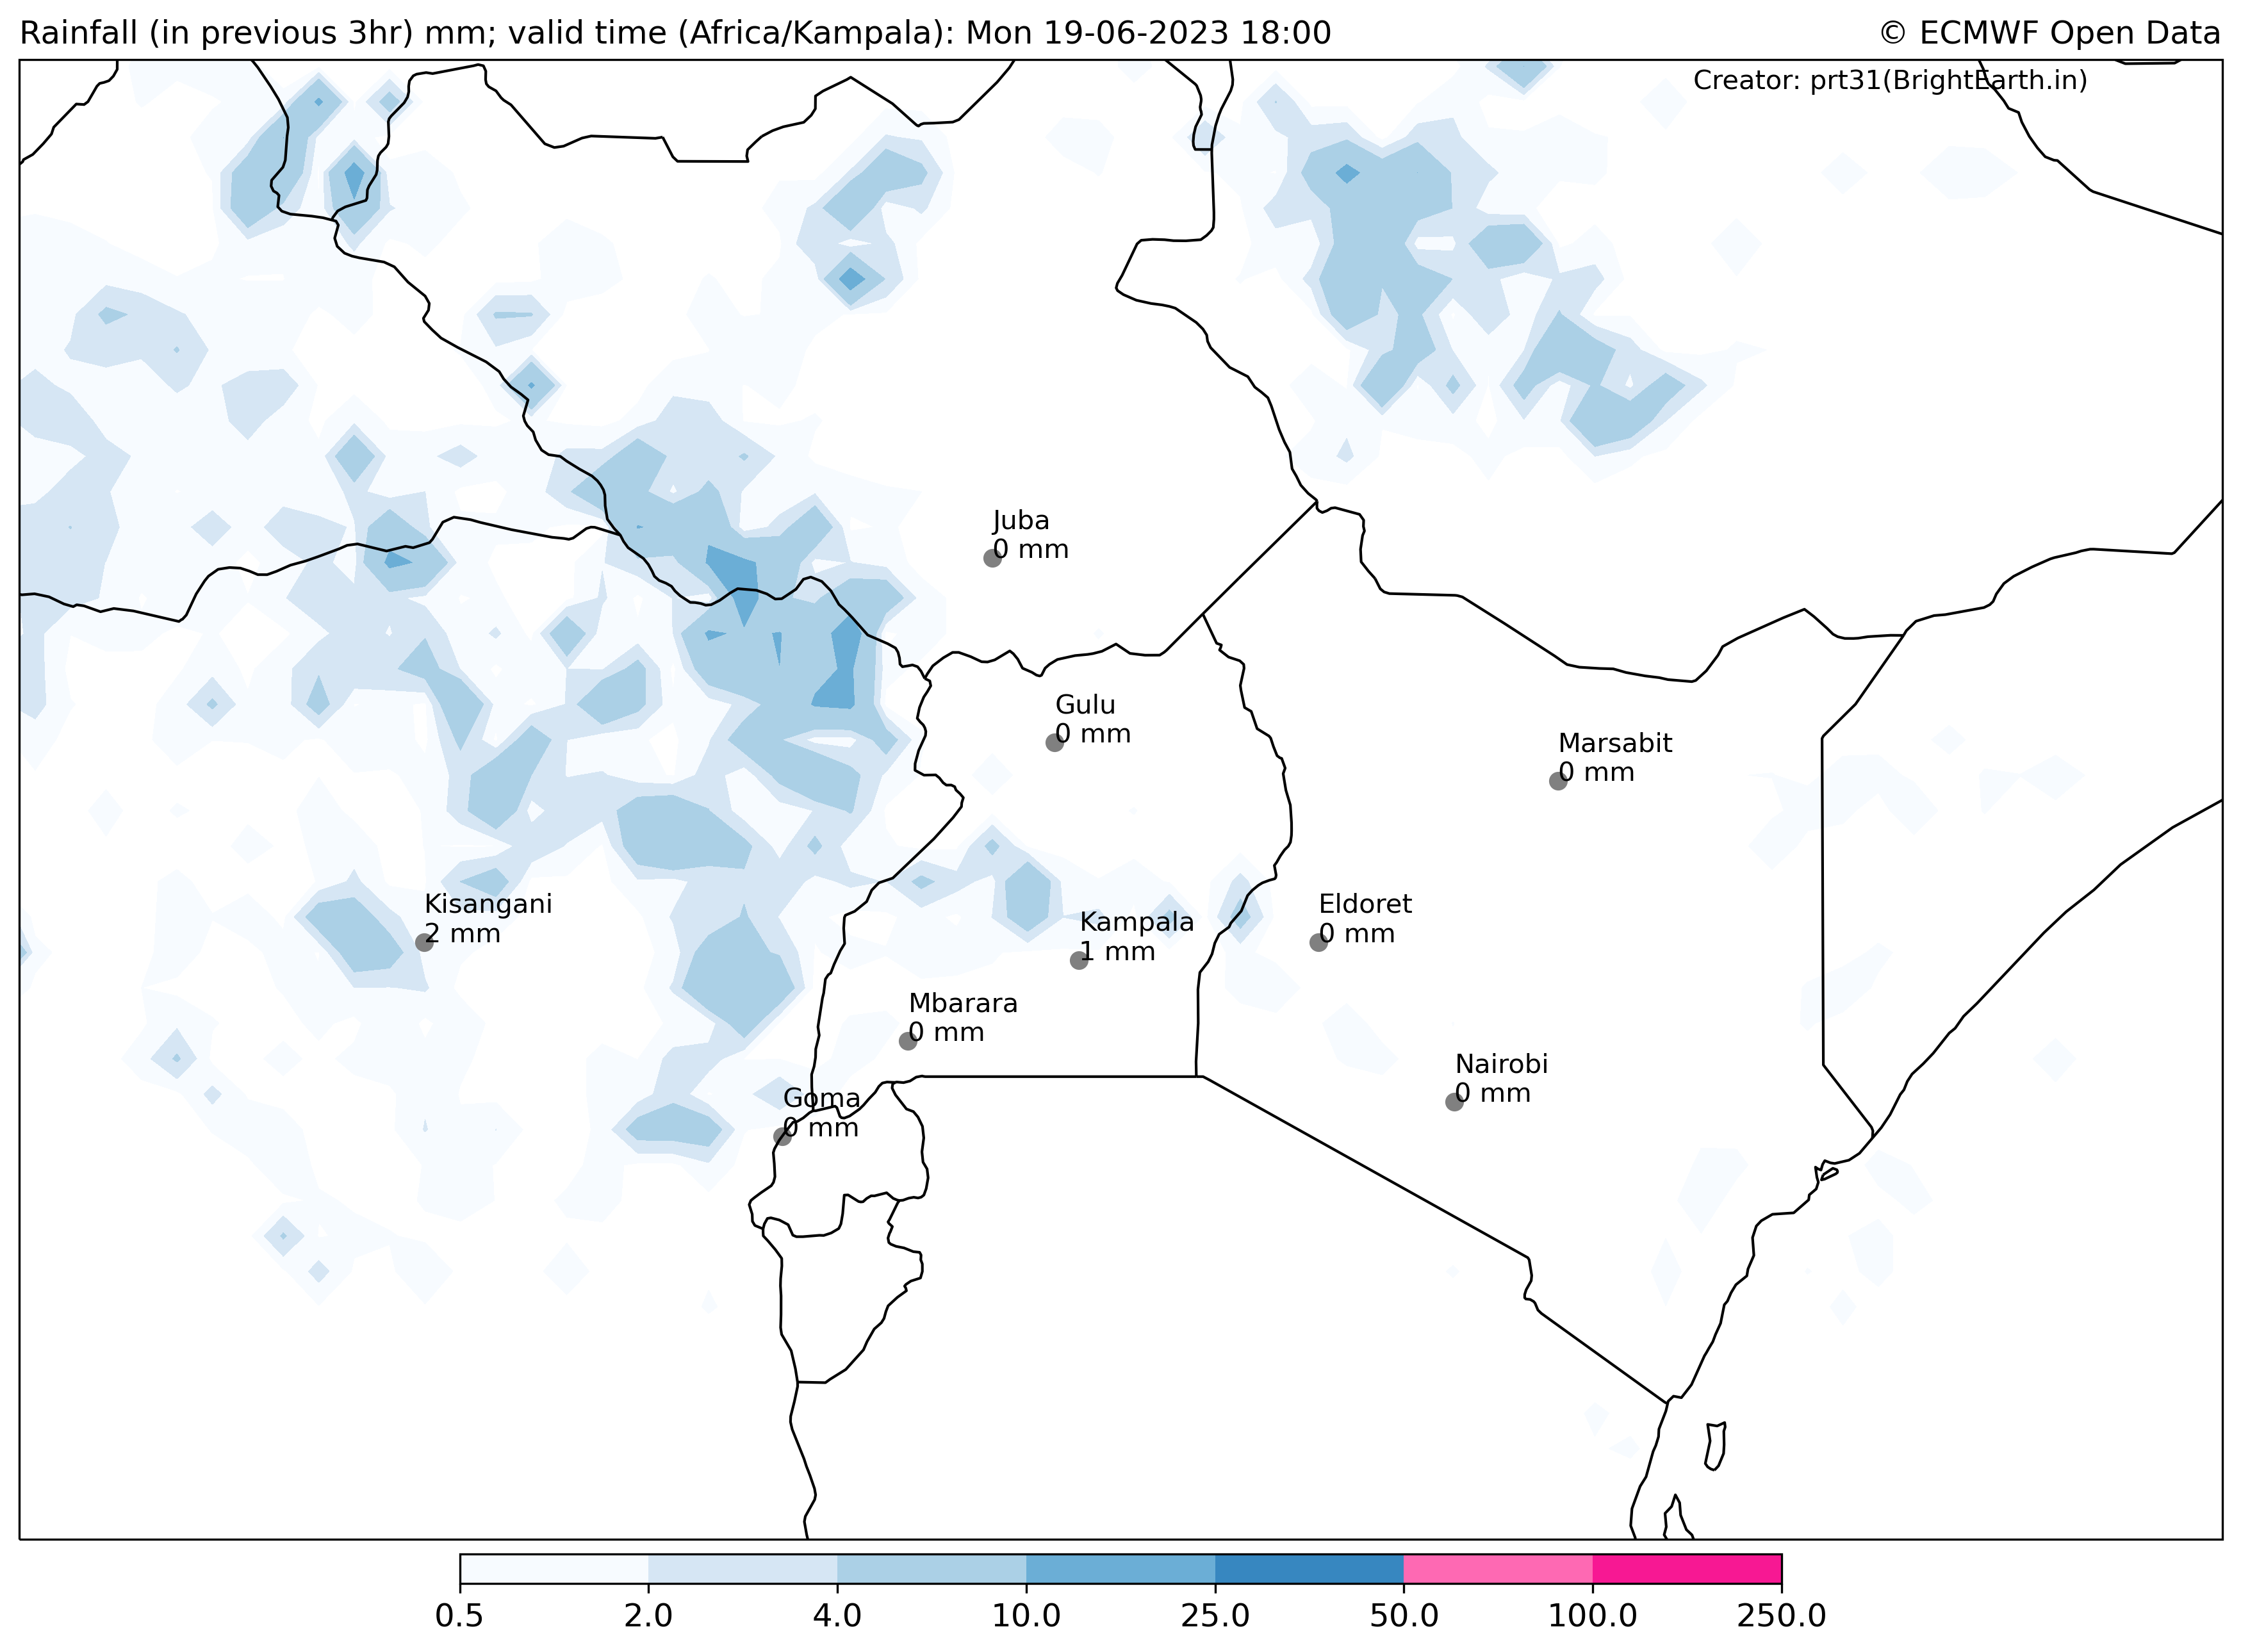 Rainfall (in previous 3hr) mm; valid time (Africa/Kampala): Mon 19-06-2023 18:00
© ECMWF Open Data
Creator: prt31(BrightEarth.in)
Juba
0 mm
Gulu
0 mm
Marsabit
0 mm
Kisangani
2 mm
Kampala
1 mm
Eldoret
0 mm
Mbarara
0 mm
Nairobi
0 mm
Goma
0 mm
0.5 2.0 4.0 10.0 25.0 50.0 100.0 250.0